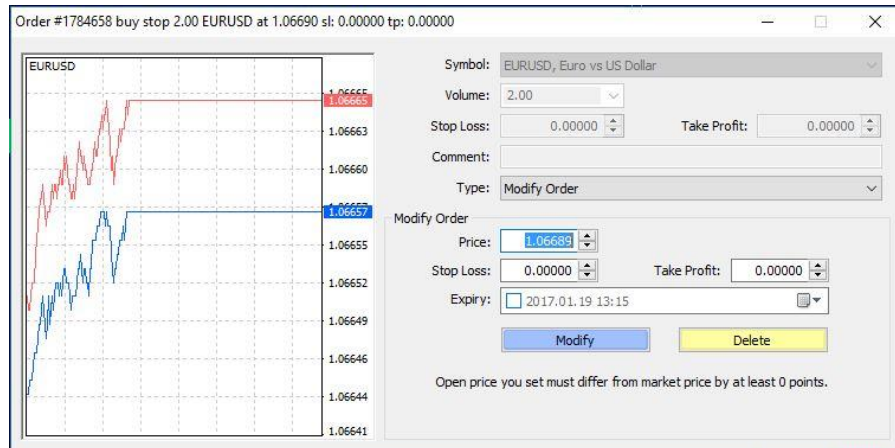 Order #1784658 buy stop 2.00 EURUSD at 1.06690 sl: 0.00000 tp: 0.00000
EURUSD
1.06665
1.06665
1.06663
1.06660
1.06657
1.06655
1.06652
1.06649
1.06646
1.06644
1.06641
Symbol: EURUSD, Euro vs US Dollar
Volume: 2.00
Stop Loss: 0.00000 Take Profit: 0.00000
Comment:
Type: Modify Order
Modify Order
Price: 1.06689
Stop Loss: 0.00000 Take Profit: 0.00000
Expiry: 2017.01.19 13:15
Modify Delete
Open price you set must differ from market price by at least 0 points.